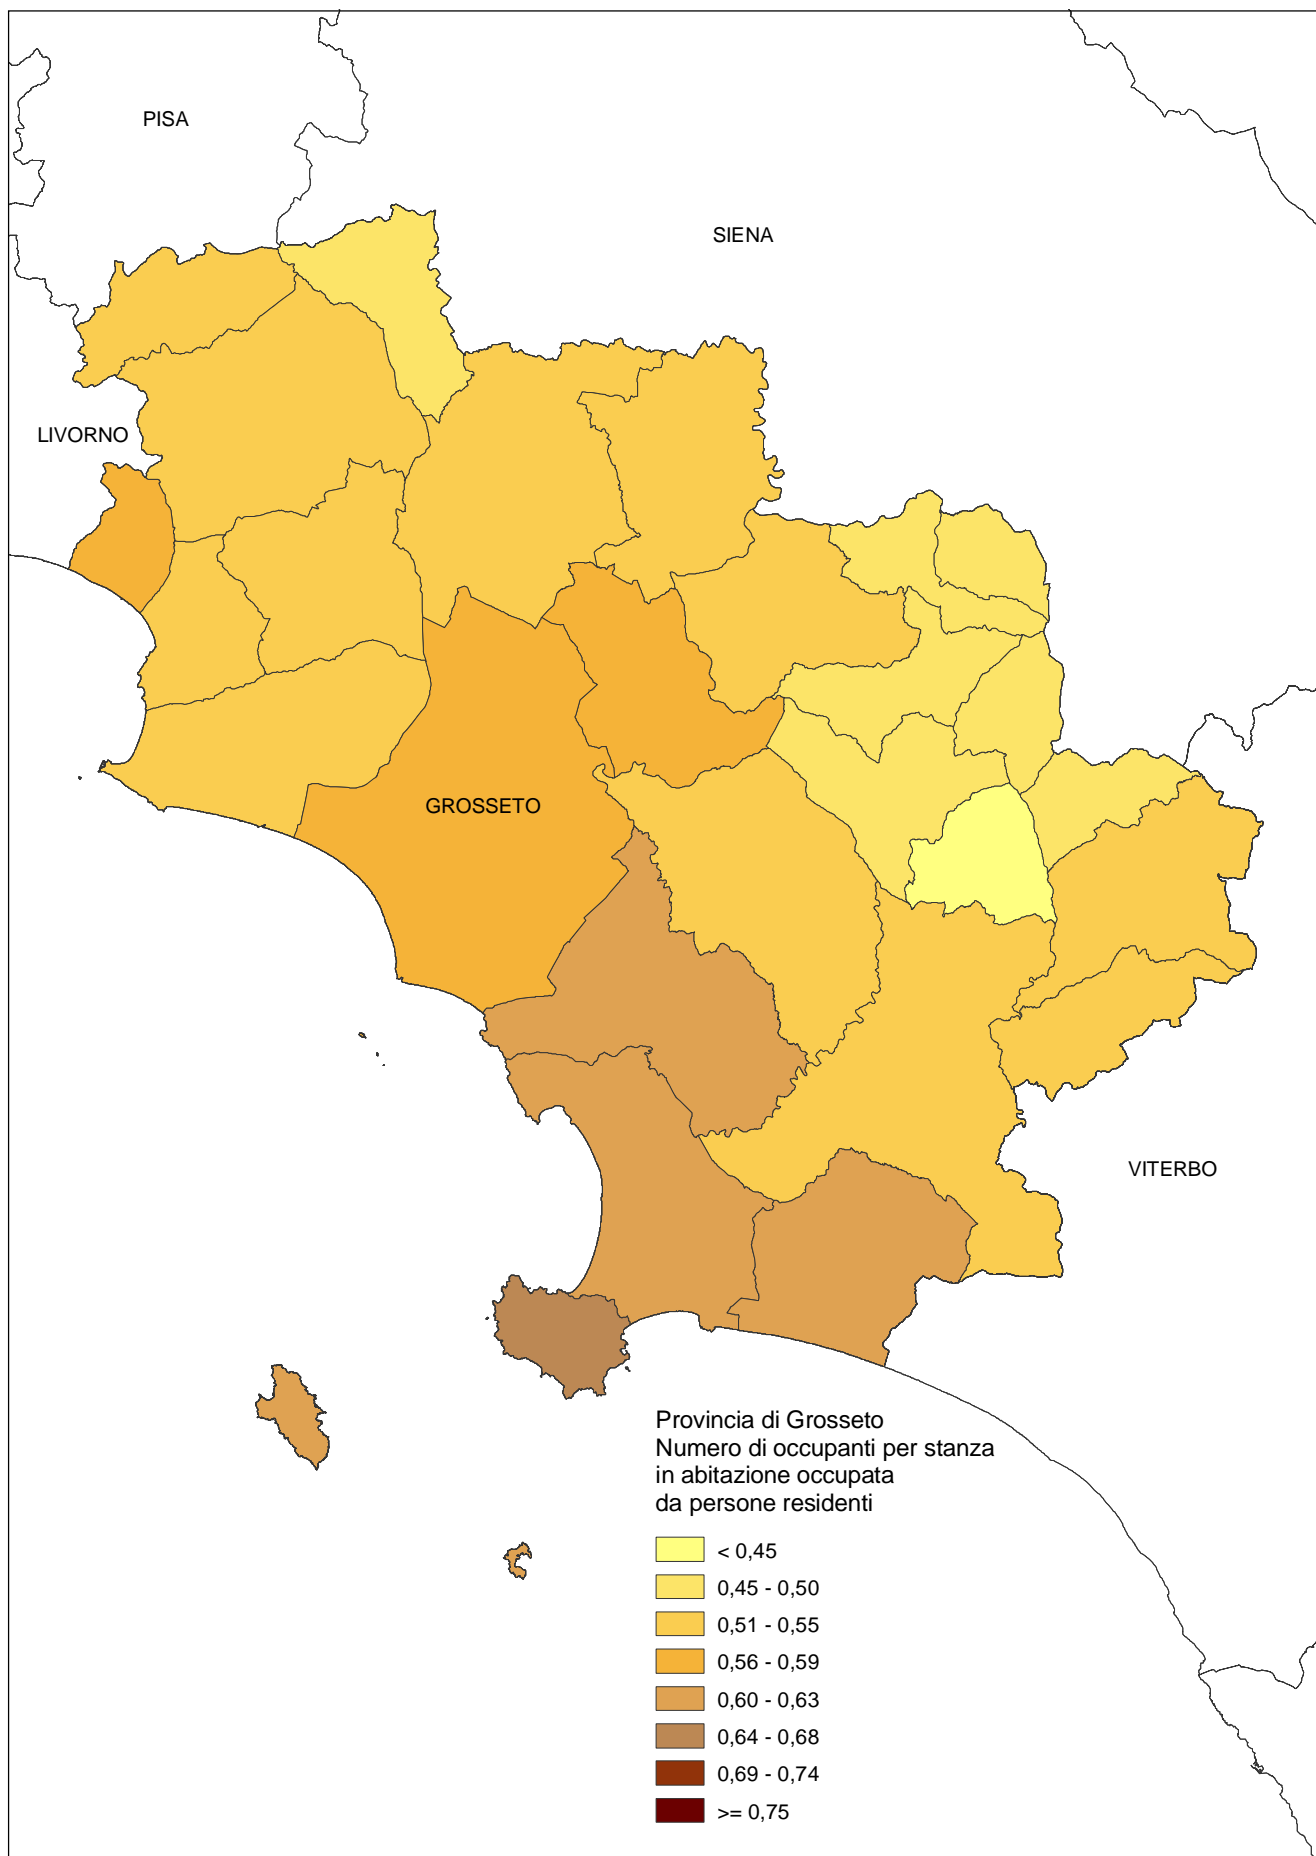 PISA
SIENA
LIVORNO
GROSSETO
VITERBO
Provincia di Grosseto
Numero di occupanti per stanza
in abitazione occupata
da persone residenti
< 0,45
0,45 - 0,50
0,51 - 0,55
0,56 - 0,59
0,60 - 0,63
0,64 - 0,68
0,69 - 0,74
>= 0,75